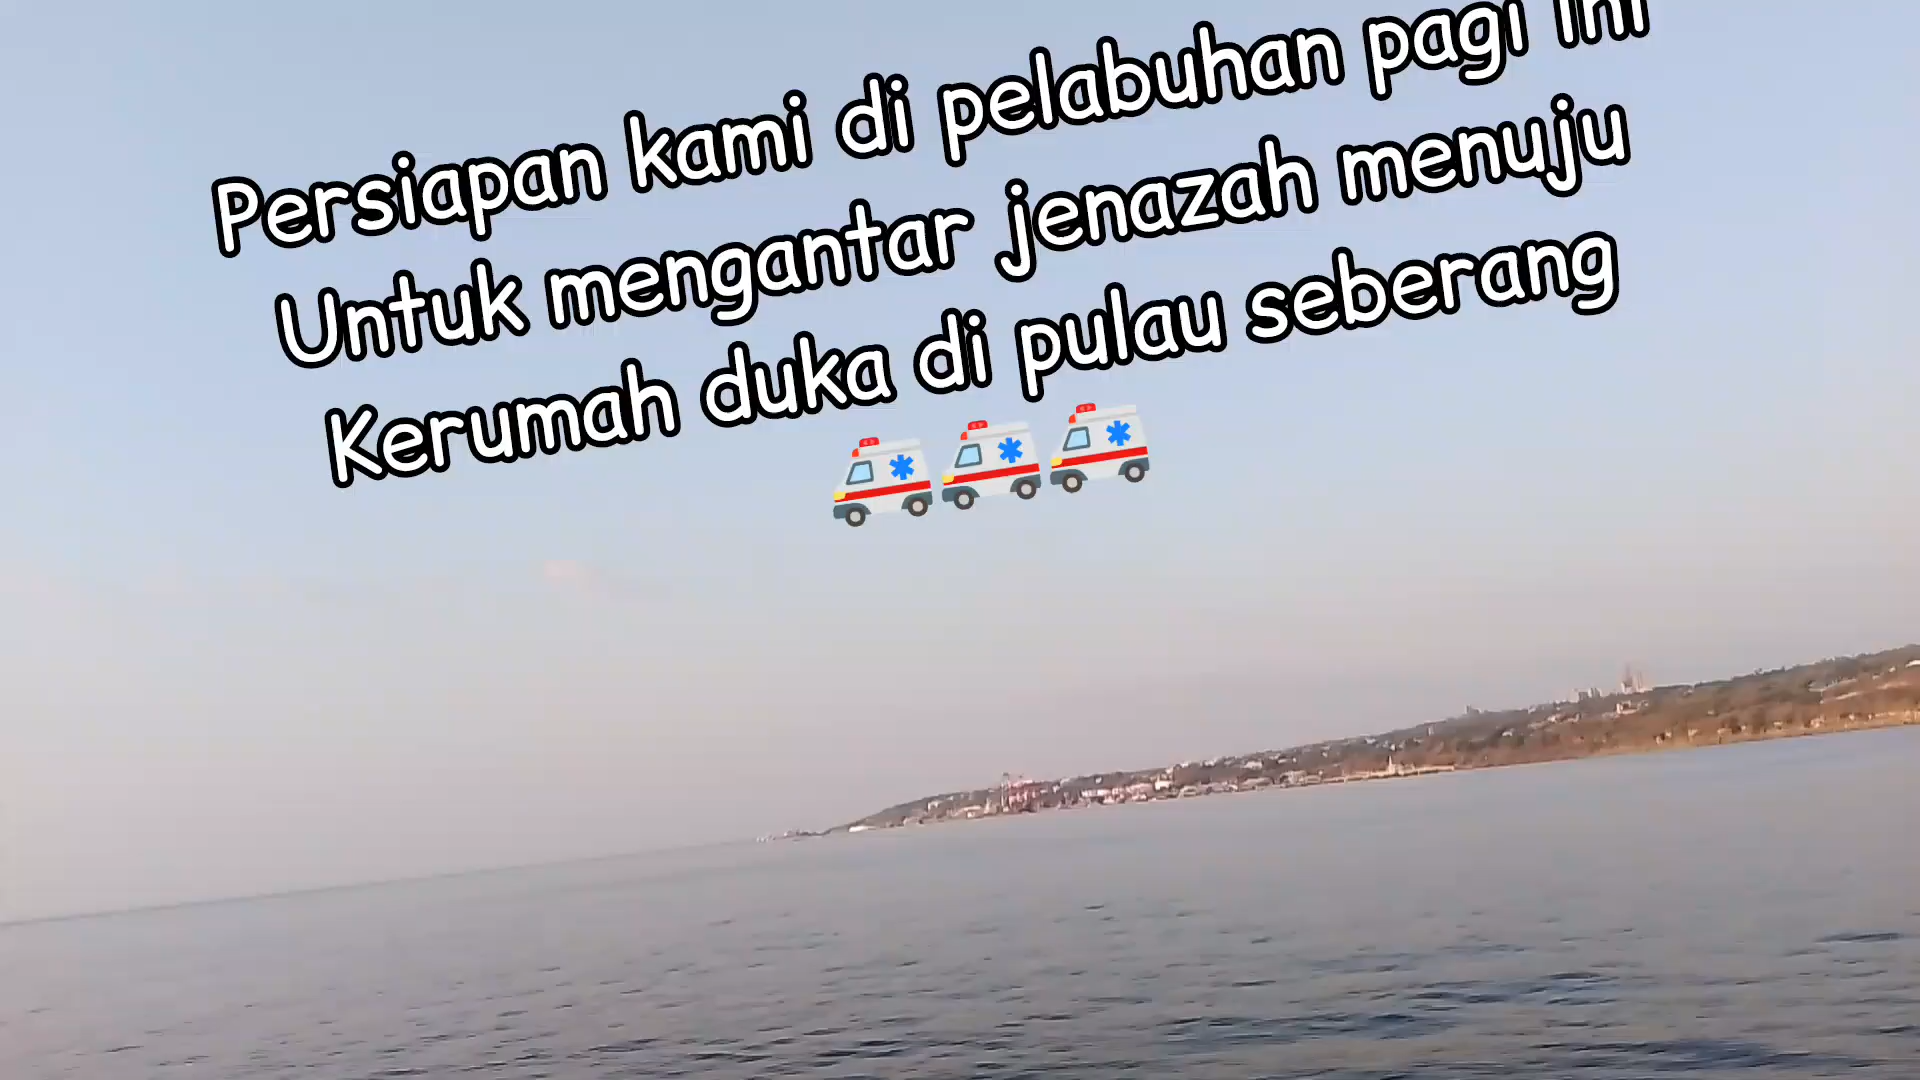 Persiapan kami di pelabuhan pagi ini
Untuk mengantar jenazah menuju
Kerumah duka di pulau seberang
🚑🚑🚑